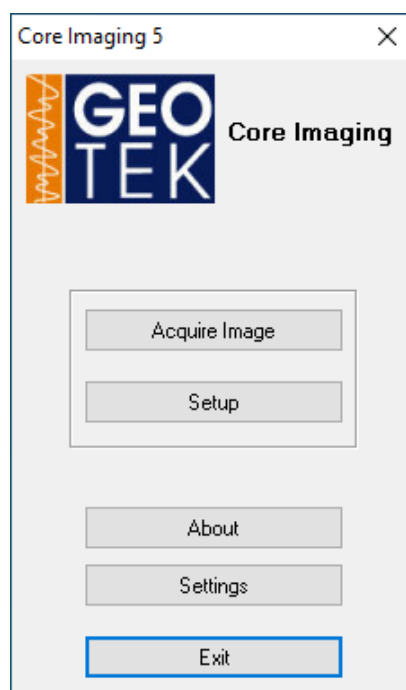 Core Imaging 5
GEO
TEK
Core Imaging
Acquire Image
Setup
About
Settings
Exit